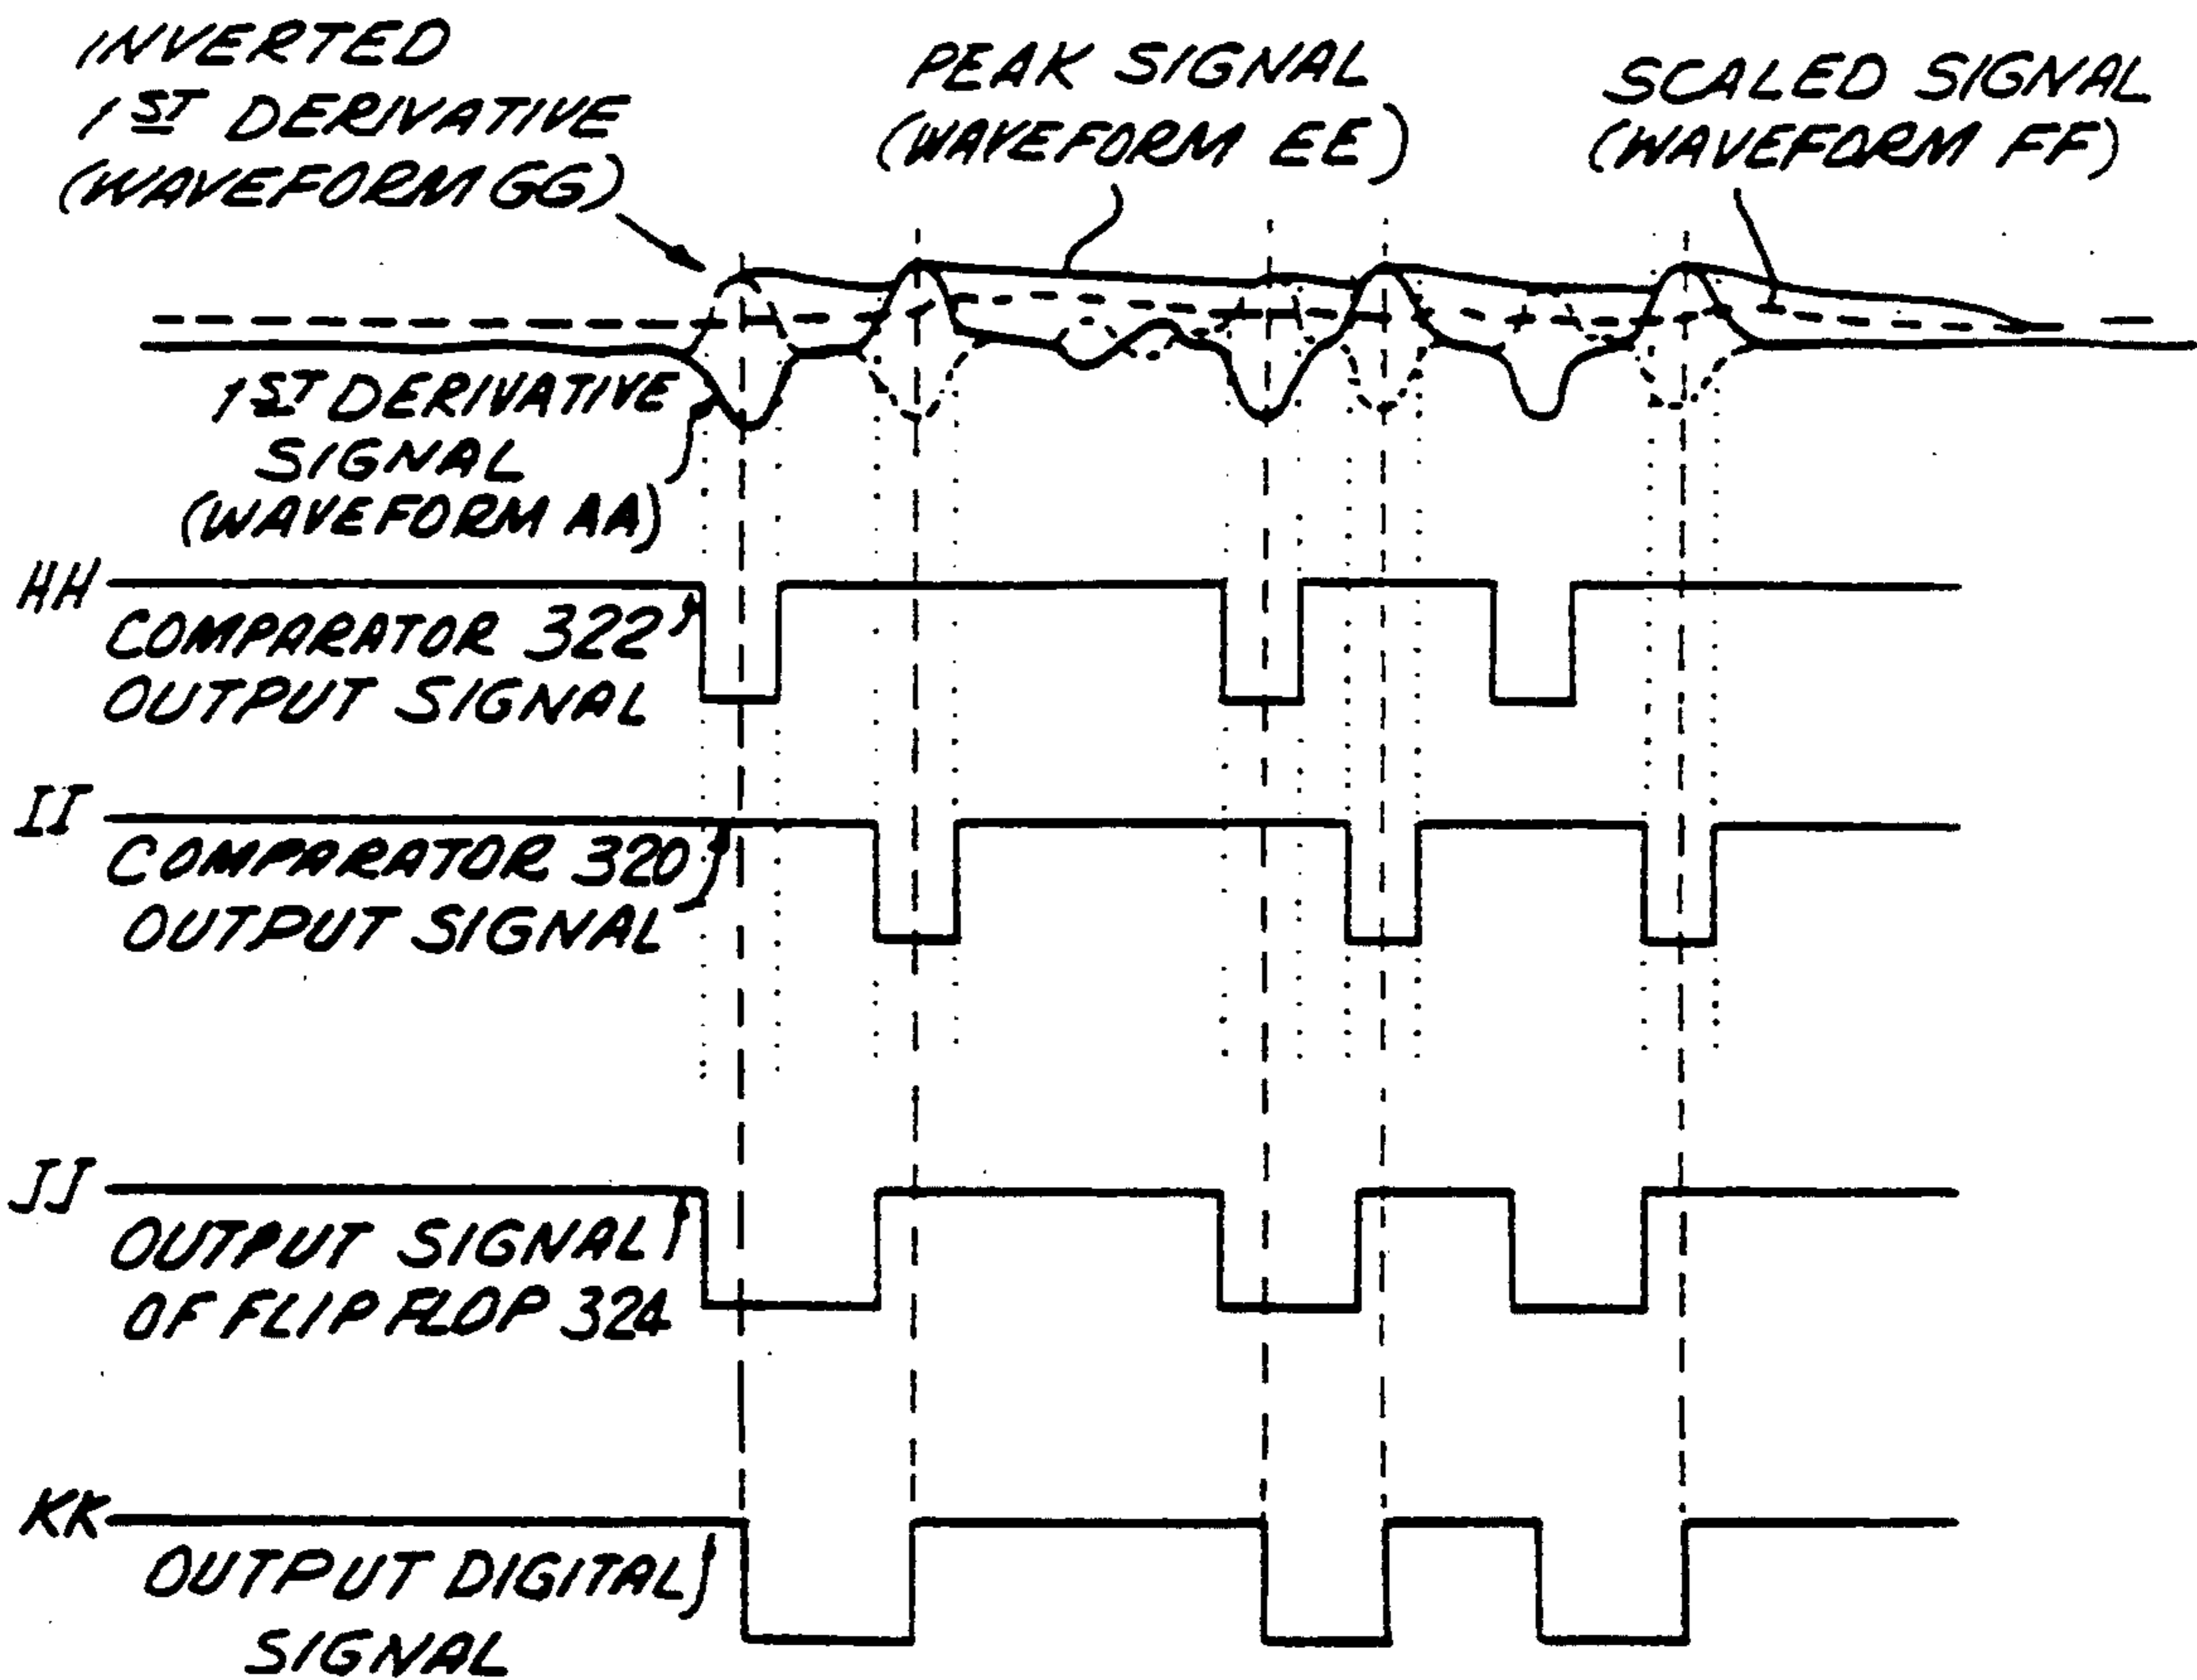 INVERTED
1ST DERIVATIVE
(WAVEFORM GG)
PEAK SIGNAL
(WAVEFORM EE)
SCALED SIGNAL
(WAVEFORM FF)
1ST DERIVATIVE
SIGNAL
(WAVEFORM AA)
HH
COMPARATOR 322
OUTPUT SIGNAL
II
COMPARATOR 320
OUTPUT SIGNAL
JJ
OUTPUT SIGNAL
OF FLIP FLOP 324
KK
OUTPUT DIGITAL
SIGNAL